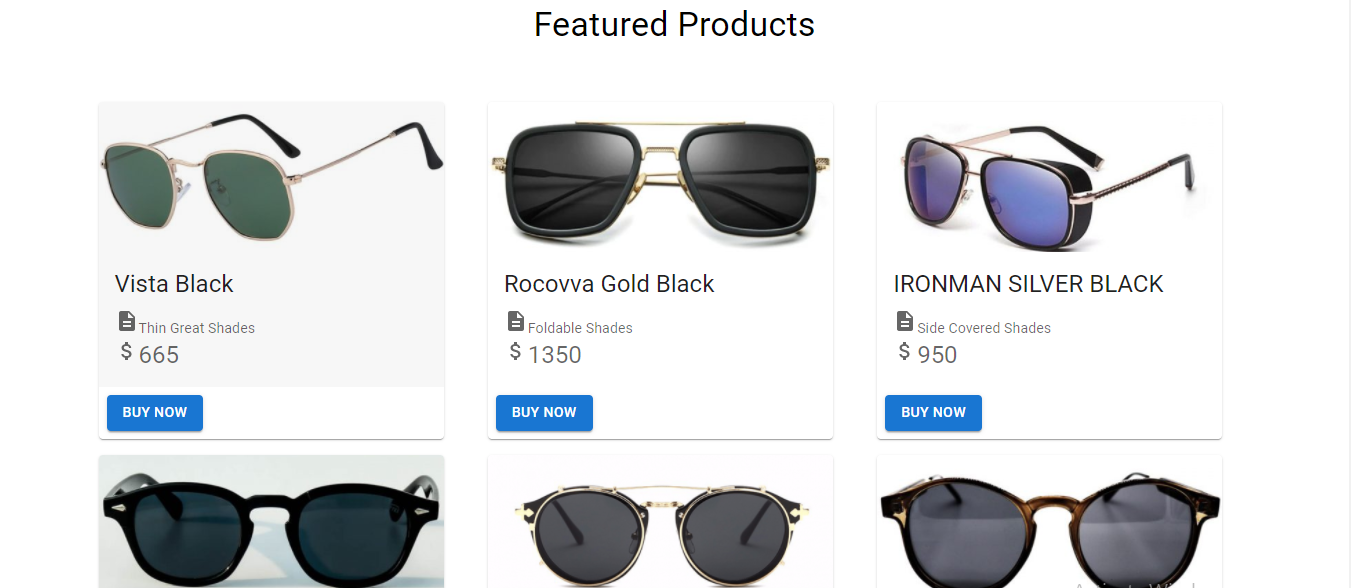 Featured Products
Vista Black
Thin Great Shades
$ 665
BUY NOW
Rocovva Gold Black
Foldable Shades
$ 1350
BUY NOW
IRONMAN SILVER BLACK
Side Covered Shades
$ 950
BUY NOW